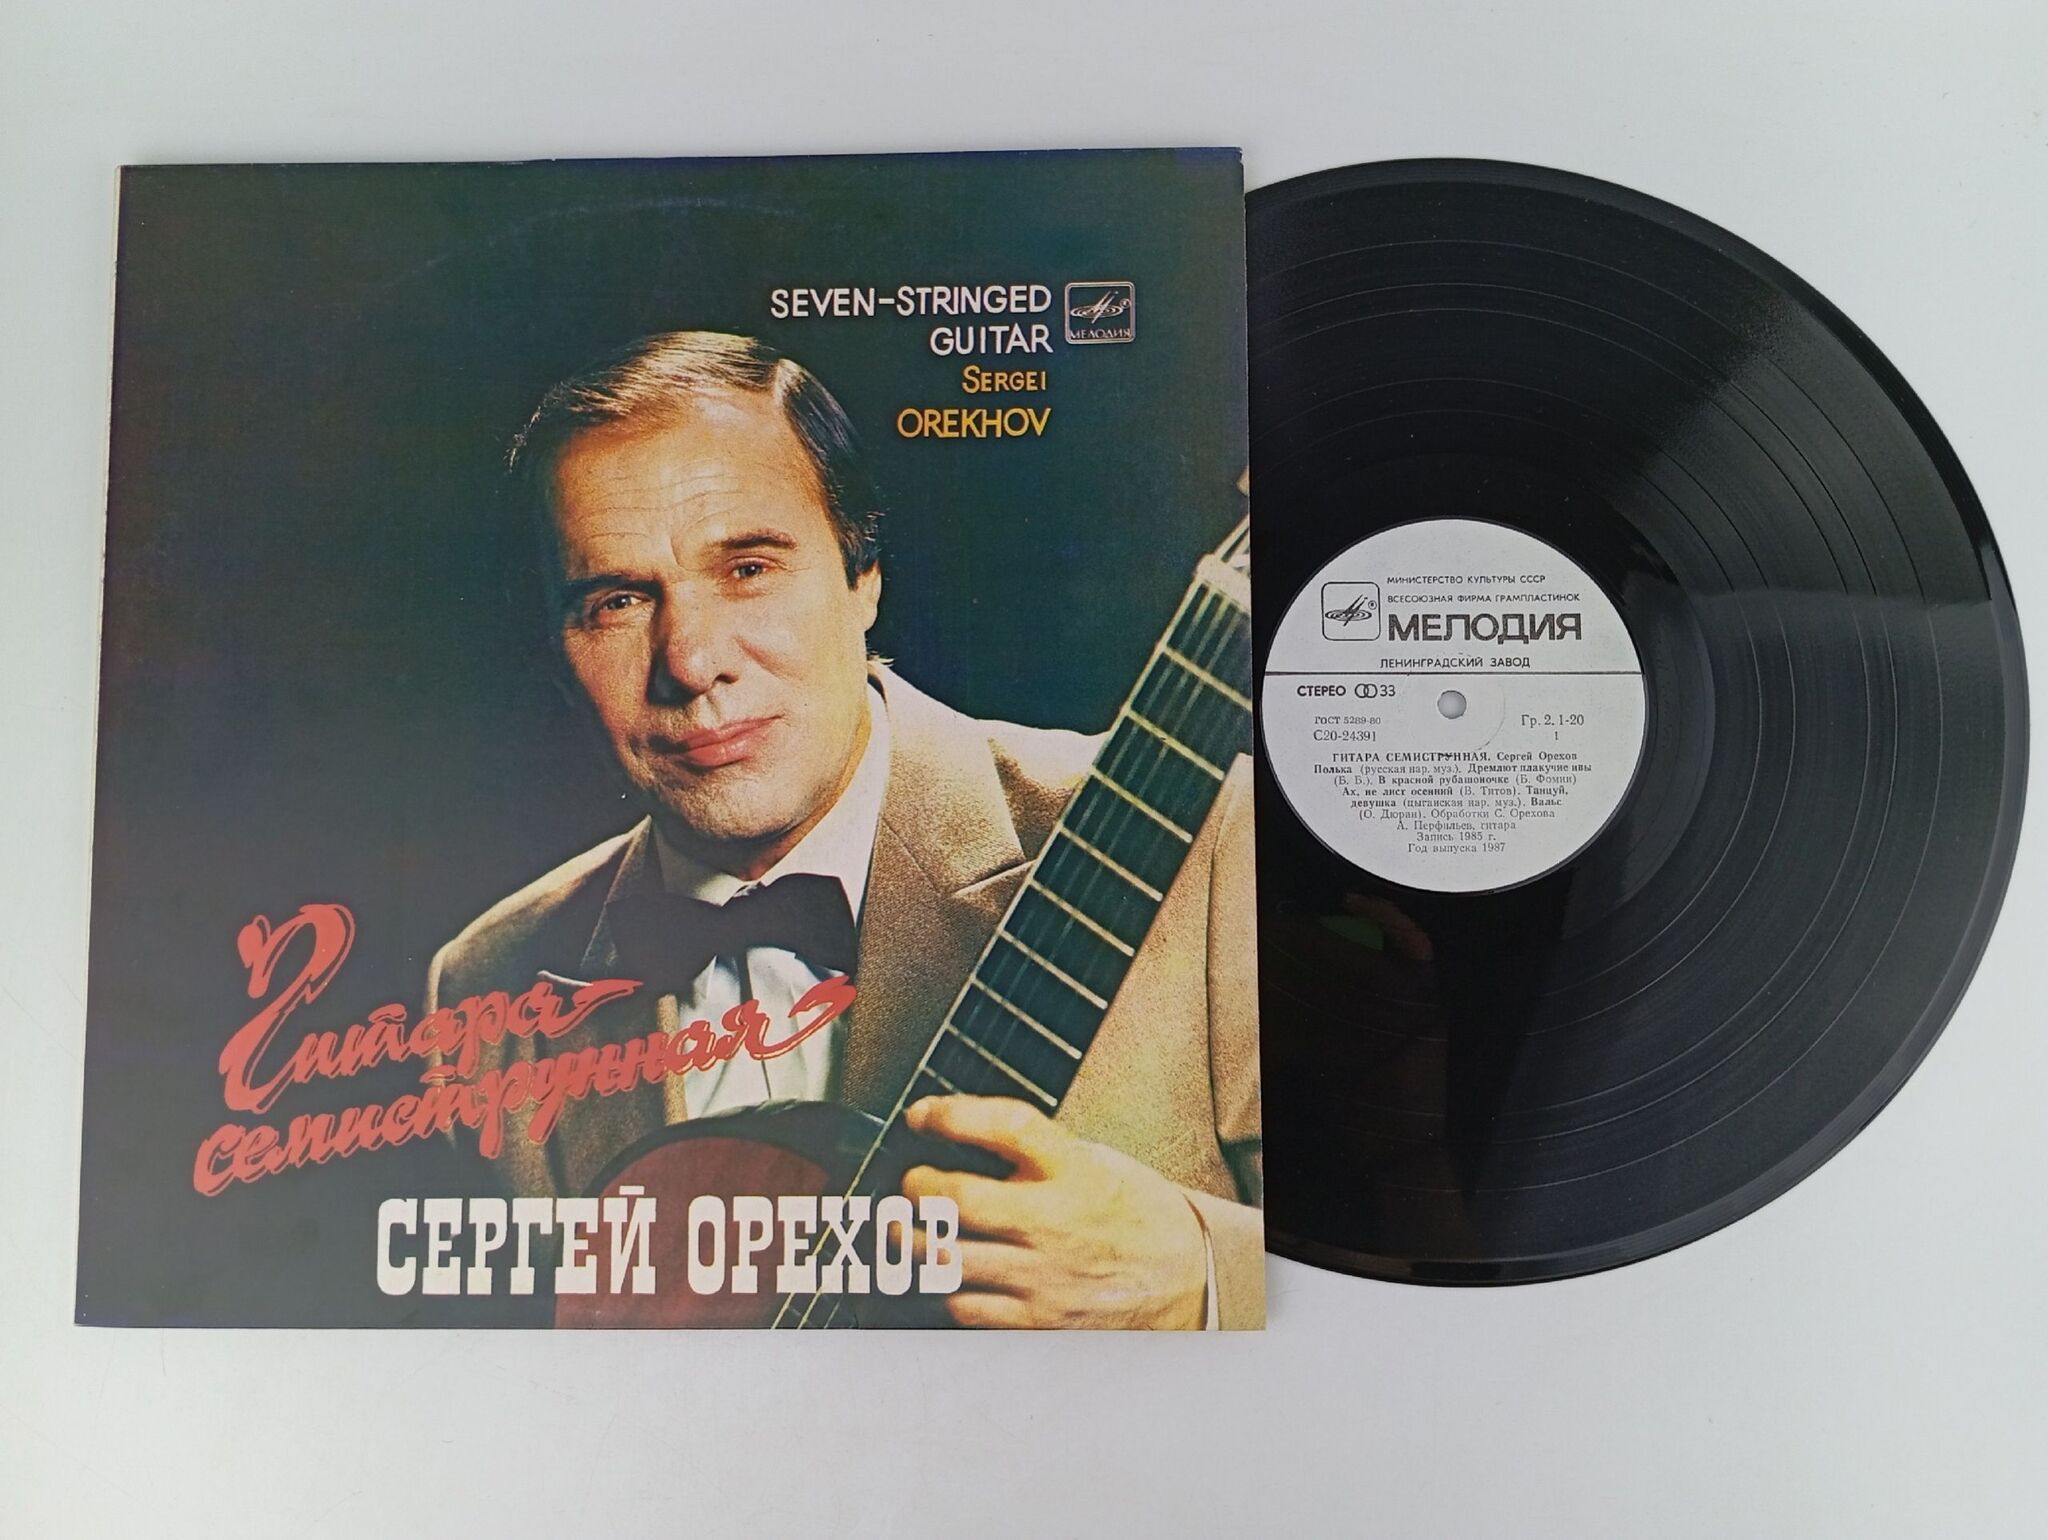 SEVEN-STRINGED
GUITAR
SERGEI
OREKHOV
МЕЛОДИЯ
Гитара
семиструнная
СЕРГЕЙ ОРЕХОВ
МИНИСТЕРСТВО КУЛЬТУРЫ СССР
ВСЕСОЮЗНАЯ ФИРМА ГРАМПЛАСТИНОК
МЕЛОДИЯ
ЛЕНИНГРАДСКИЙ ЗАВОД
СТЕРЕО 33
ГОСТ 5289-80 Гр. 2. 1-20
С20-24391 1
ГИТАРА СЕМИСТРУННАЯ. Сергей Орехов
Полька (русская нар. муз.). Дремлют плакучие ивы
(Б. Б.). В красной рубашоночке (Б. Фомин)
Ах, не лист осенний (В. Титов). Танцуй,
девушка (цыганская нар. муз.). Вальс
(О. Дюран). Обработки С. Орехова
А. Перфильев, гитара
Запись 1985 г.
Год выпуска 1987